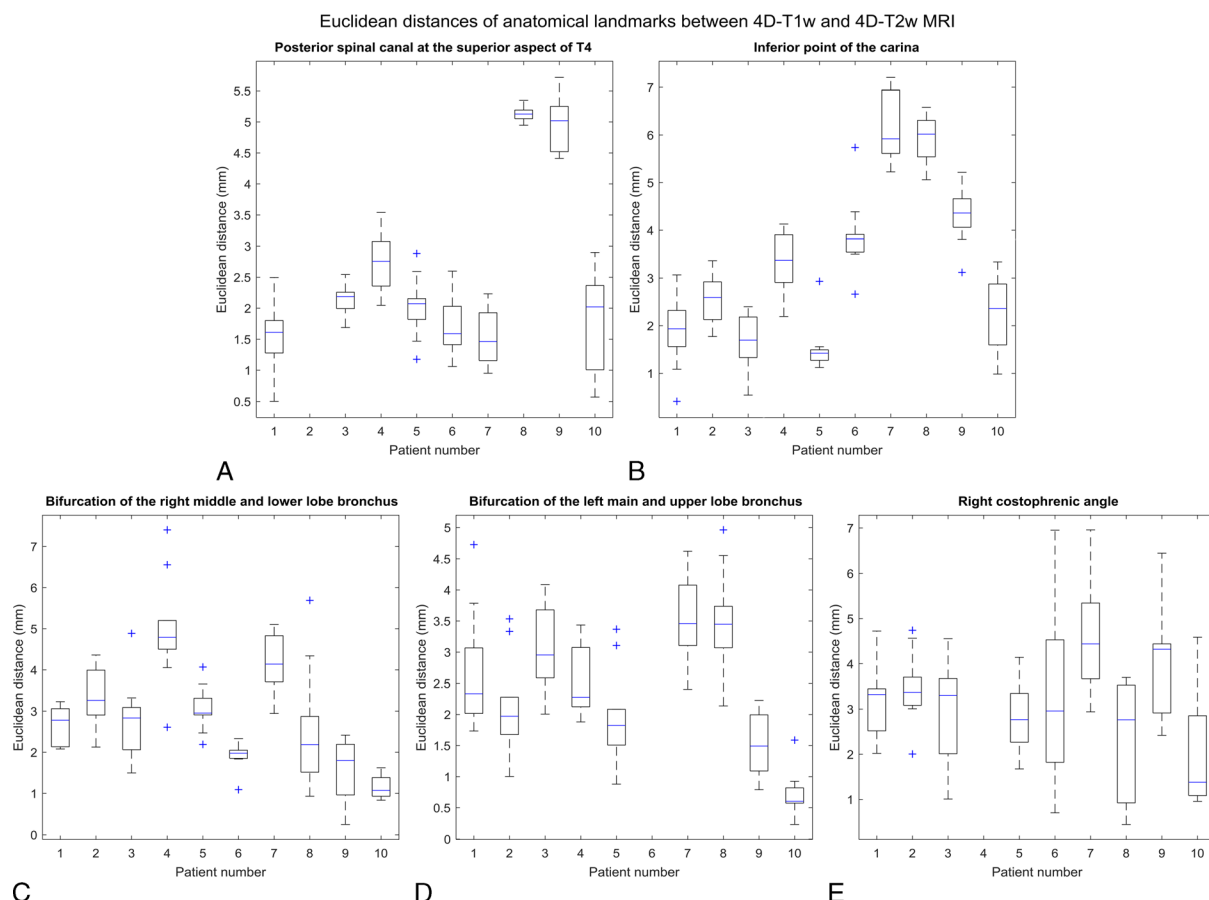 Euclidean distances of anatomical landmarks between 4D-T1w and 4D-T2w MRI
Posterior spinal canal at the superior aspect of T4
Euclidean distance (mm)
5.5
5
4.5
4
3.5
3
2.5
2
1.5
1
0.5
1 2 3 4 5 6 7 8 9 10
Patient number
A
Inferior point of the carina
Euclidean distance (mm)
7
6
5
4
3
2
1
1 2 3 4 5 6 7 8 9 10
Patient number
B
Bifurcation of the right middle and lower lobe bronchus
Euclidean distance (mm)
7
6
5
4
3
2
1
0
1 2 3 4 5 6 7 8 9 10
Patient number
C
Bifurcation of the left main and upper lobe bronchus
Euclidean distance (mm)
5
4.5
4
3.5
3
2.5
2
1.5
1
0.5
0
1 2 3 4 5 6 7 8 9 10
Patient number
D
Right costophrenic angle
Euclidean distance (mm)
7
6
5
4
3
2
1
1 2 3 4 5 6 7 8 9 10
Patient number
E